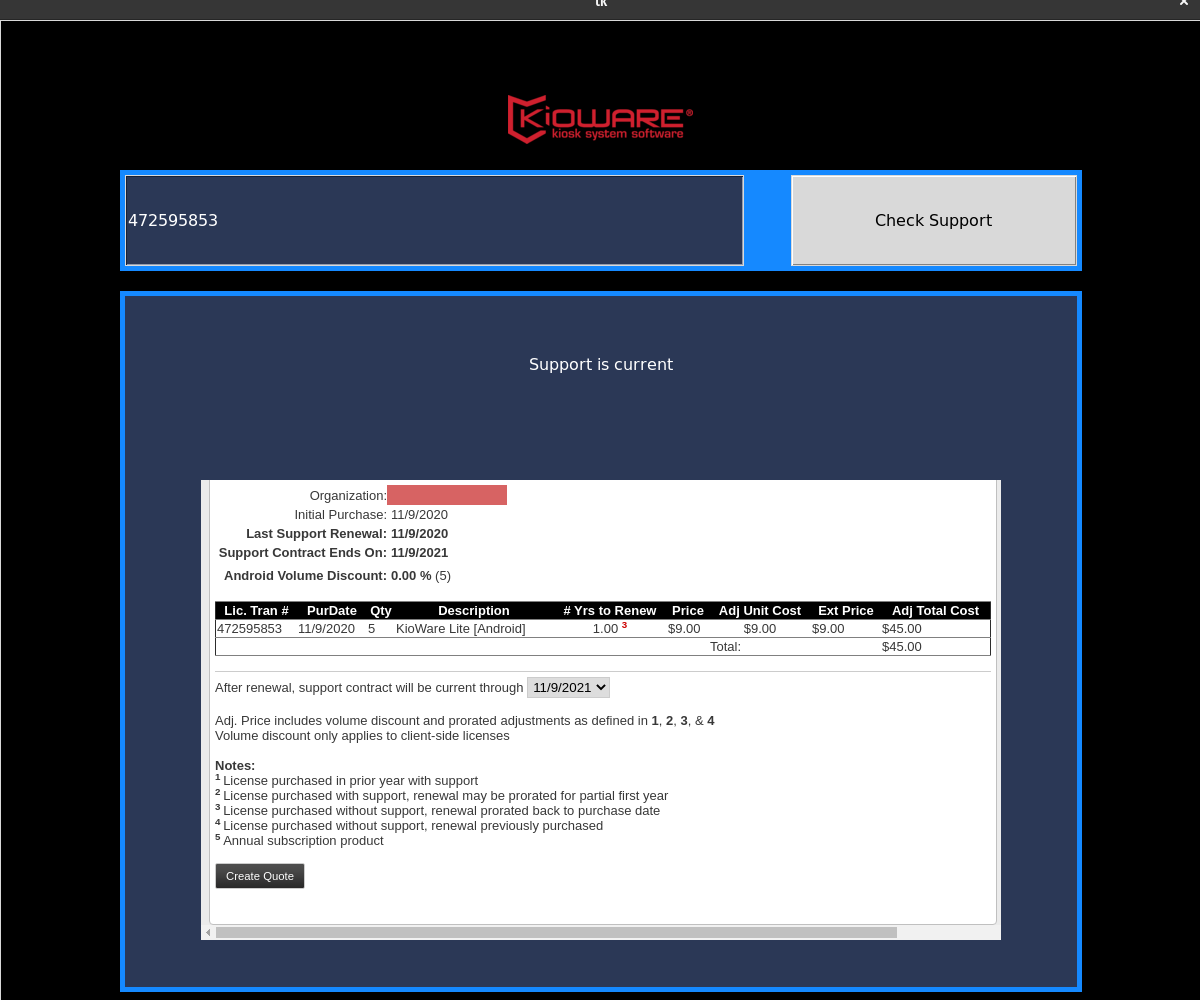 tk
KioWARE®
kiosk system software
472595853
Check Support
Support is current
Organization:
Initial Purchase: 11/9/2020
Last Support Renewal: 11/9/2020
Support Contract Ends On: 11/9/2021
Android Volume Discount: 0.00 % (5)
Lic. Tran # PurDate Qty Description # Yrs to Renew Price Adj Unit Cost Ext Price Adj Total Cost
472595853 11/9/2020 5 KioWare Lite [Android] 1.00 3 $9.00 $9.00 $9.00 $45.00
Total: $45.00
After renewal, support contract will be current through 11/9/2021
Adj. Price includes volume discount and prorated adjustments as defined in 1, 2, 3, & 4
Volume discount only applies to client-side licenses
Notes:
1 License purchased in prior year with support
2 License purchased with support, renewal may be prorated for partial first year
3 License purchased without support, renewal prorated back to purchase date
4 License purchased without support, renewal previously purchased
5 Annual subscription product
Create Quote